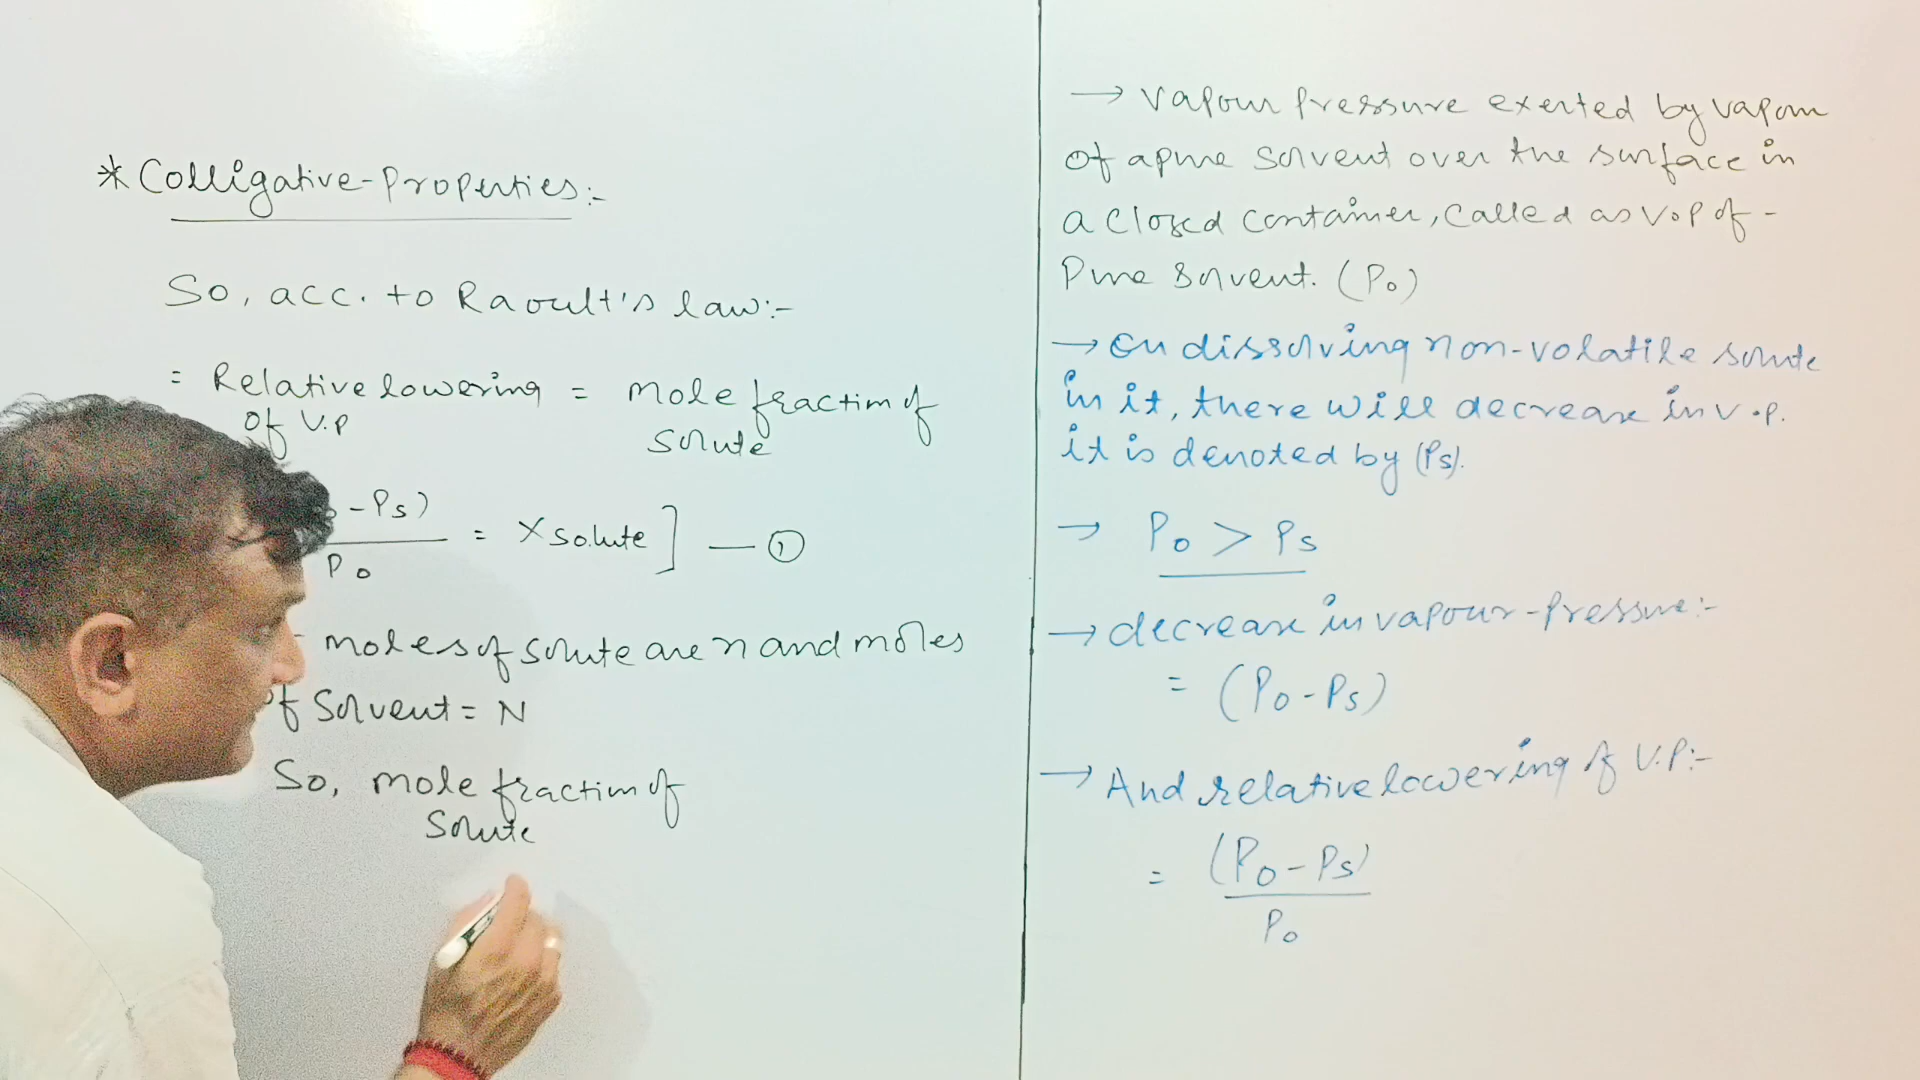 * Colligative-Properties:-
So, acc. to Raoult's law:-
= Relative lowering = mole fraction of
of V.P solute
- Ps)
= X solute ] — ①
Po
moles of solute are n and moles
of Solvent = N
So, mole fraction of
Solute
→ Vapour Pressure exerted by vapour
of a pure solvent over the surface in
a closed container, called as V.P of -
Pure Solvent. (Po)
→ On dissolving non-volatile solute
in it, there will decrease in v.p.
it is denoted by (Ps).
→ Po > Ps
→ decrease in vapour-pressure:-
= (Po - Ps)
→ And relative lowering of V.P:-
= (Po - Ps)
Po